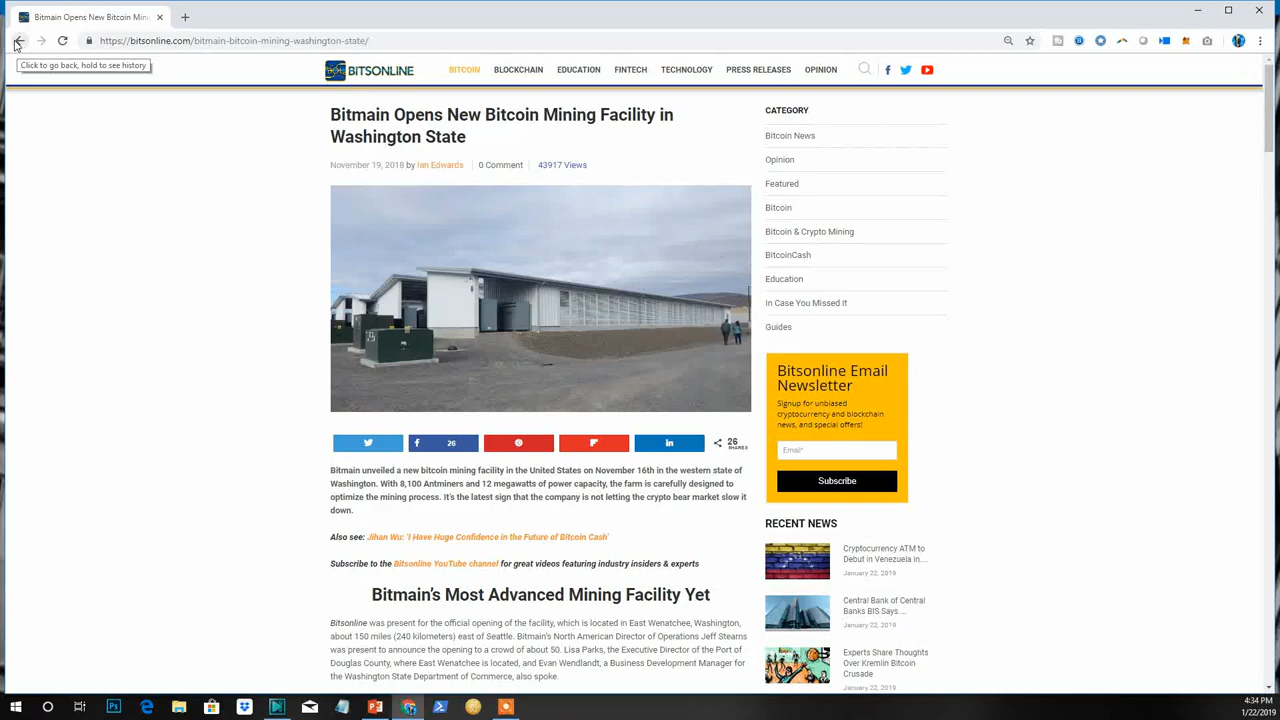 Bitmain Opens New Bitcoin Mini
https://bitsonline.com/bitmain-bitcoin-mining-washington-state/
Click to go back, hold to see history
BITSONLINE
BITCOIN
BLOCKCHAIN
EDUCATION
FINTECH
TECHNOLOGY
PRESS RELEASES
OPINION
Bitmain Opens New Bitcoin Mining Facility in
Washington State
November 19, 2018 by Ian Edwards
0 Comment
43917 Views
26
26
SHARES
Bitmain unveiled a new bitcoin mining facility in the United States on November 16th in the western state of
Washington. With 8,100 Antminers and 12 megawatts of power capacity, the farm is carefully designed to
optimize the mining process. It's the latest sign that the company is not letting the crypto bear market slow it
down.
Also see: Jihan Wu: 'I Have Huge Confidence in the Future of Bitcoin Cash'
Subscribe to the Bitsonline YouTube channel for great videos featuring industry insiders & experts
Bitmain's Most Advanced Mining Facility Yet
Bitsonline was present for the official opening of the facility, which is located in East Wenatchee, Washington,
about 150 miles (240 kilometers) east of Seattle. Bitmain's North American Director of Operations Jeff Stearns
was present to announce the opening to a crowd of about 50. Lisa Parks, the Executive Director of the Port of
Douglas County, where East Wenatchee is located, and Evan Wendlandt, a Business Development Manager for
the Washington State Department of Commerce, also spoke.
CATEGORY
Bitcoin News
Opinion
Featured
Bitcoin
Bitcoin & Crypto Mining
BitcoinCash
Education
In Case You Missed It
Guides
Bitsonline Email
Newsletter
Signup for unbiased
cryptocurrency and blockchain
news, and special offers!
Email*
Subscribe
RECENT NEWS
Cryptocurrency ATM to
Debut in Venezuela in....
January 22, 2019
Central Bank of Central
Banks BIS Says....
January 22, 2019
Experts Share Thoughts
Over Kremlin Bitcoin
Crusade
January 22, 2019
4:34 PM
1/22/2019